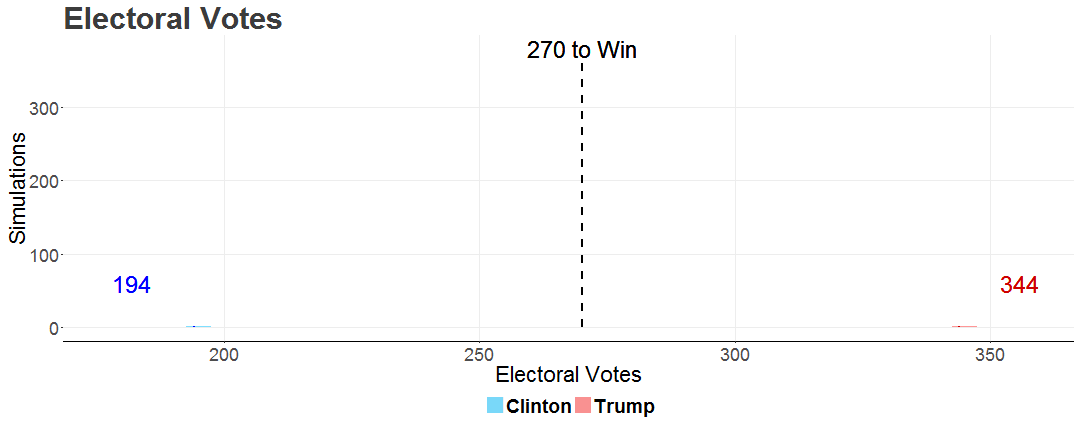 Electoral Votes
270 to Win
300
200
100
0
Simulations
194
344
200 250 300 350
Electoral Votes
Clinton Trump